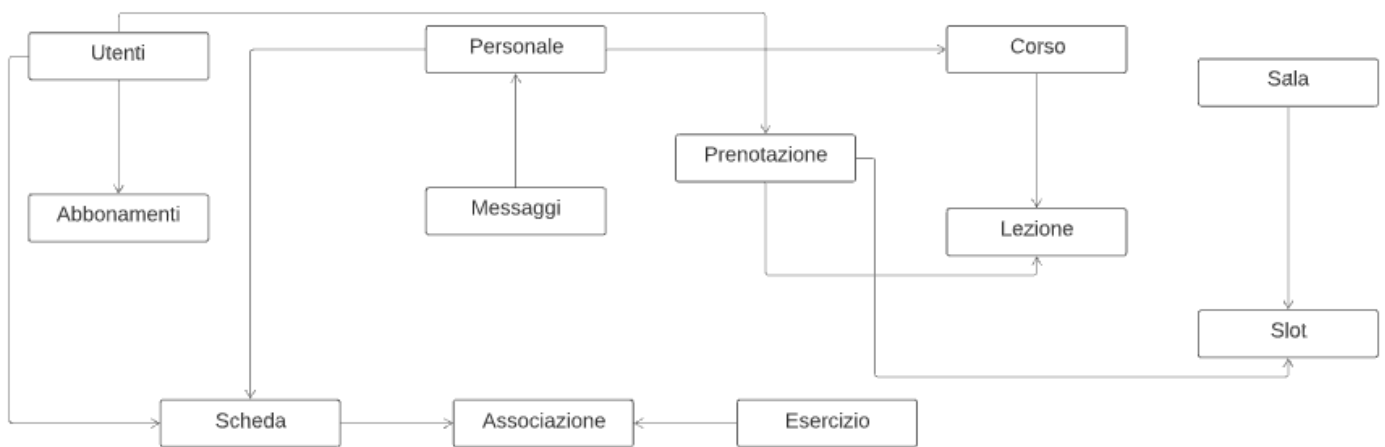 Utenti
Personale
Corso
Sala
Prenotazione
Abbonamenti
Messaggi
Lezione
Slot
Scheda
Associazione
Esercizio